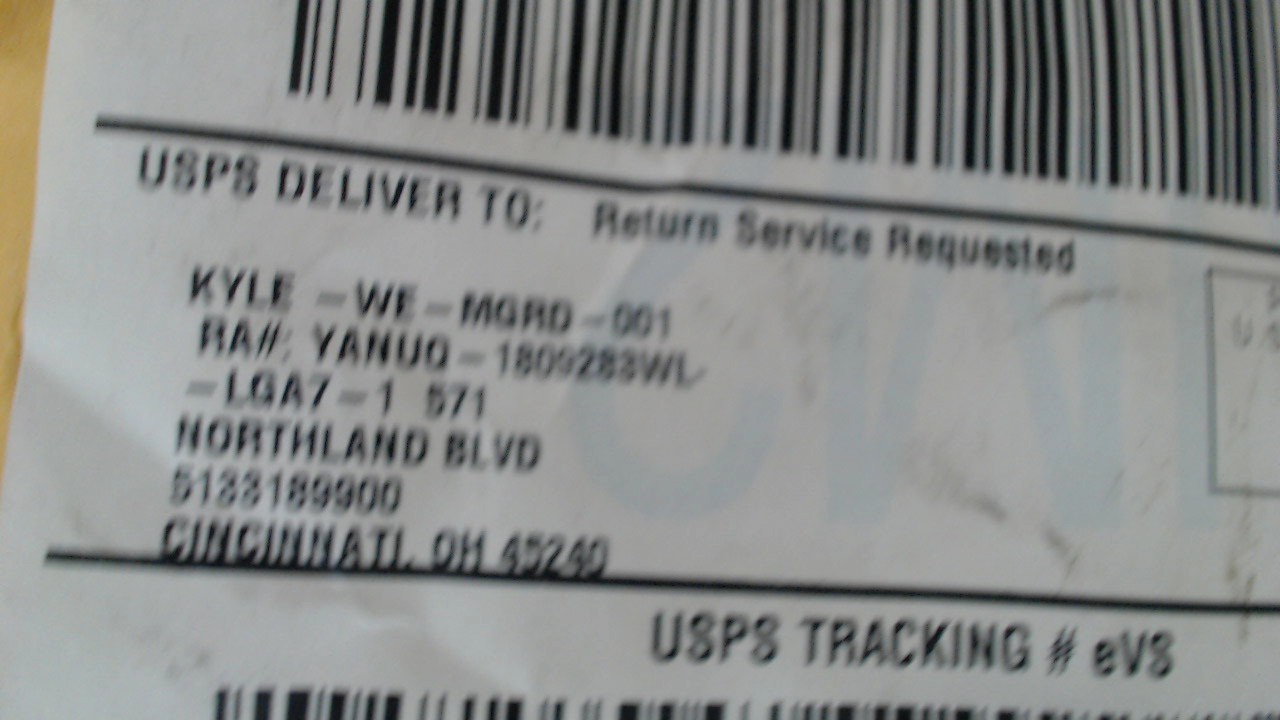 USPS DELIVER TO: Return Service Requested
KYLE -WE-MGRD-001
RA#: YANUQ-1809283WL
-LGA7-1 571
NORTHLAND BLVD
5133189900
CINCINNATI, OH 45240
USPS TRACKING # eVS